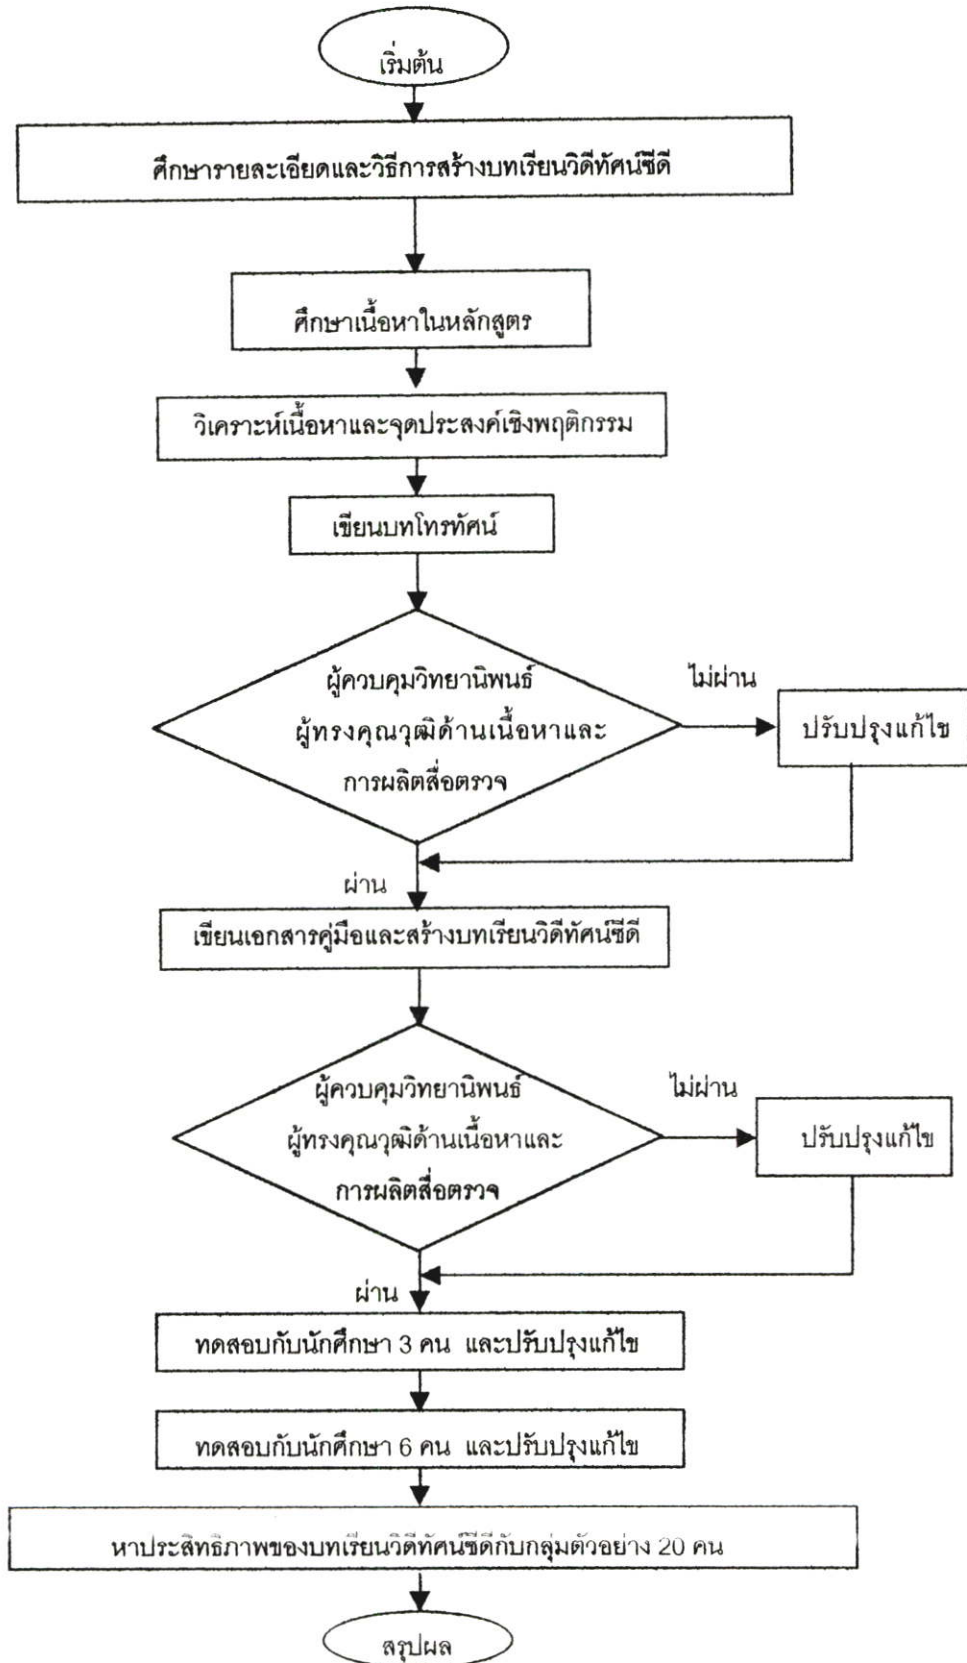 เริ่มต้น
ศึกษารายละเอียดและวิธีการสร้างบทเรียนวีดีทัศน์ซีดี
ศึกษาเนื้อหาในหลักสูตร
วิเคราะห์เนื้อหาและจุดประสงค์เชิงพฤติกรรม
เขียนบทโทรทัศน์
ผู้ควบคุมวิทยานิพนธ์
ผู้ทรงคุณวุฒิด้านเนื้อหาและ
การผลิตสื่อตรวจ
ไม่ผ่าน
ปรับปรุงแก้ไข
ผ่าน
เขียนเอกสารคู่มือและสร้างบทเรียนวีดีทัศน์ซีดี
ผู้ควบคุมวิทยานิพนธ์
ผู้ทรงคุณวุฒิด้านเนื้อหาและ
การผลิตสื่อตรวจ
ไม่ผ่าน
ปรับปรุงแก้ไข
ผ่าน
ทดสอบกับนักศึกษา 3 คน และปรับปรุงแก้ไข
ทดสอบกับนักศึกษา 6 คน และปรับปรุงแก้ไข
หาประสิทธิภาพของบทเรียนวีดีทัศน์ซีดีกับกลุ่มตัวอย่าง 20 คน
สรุปผล